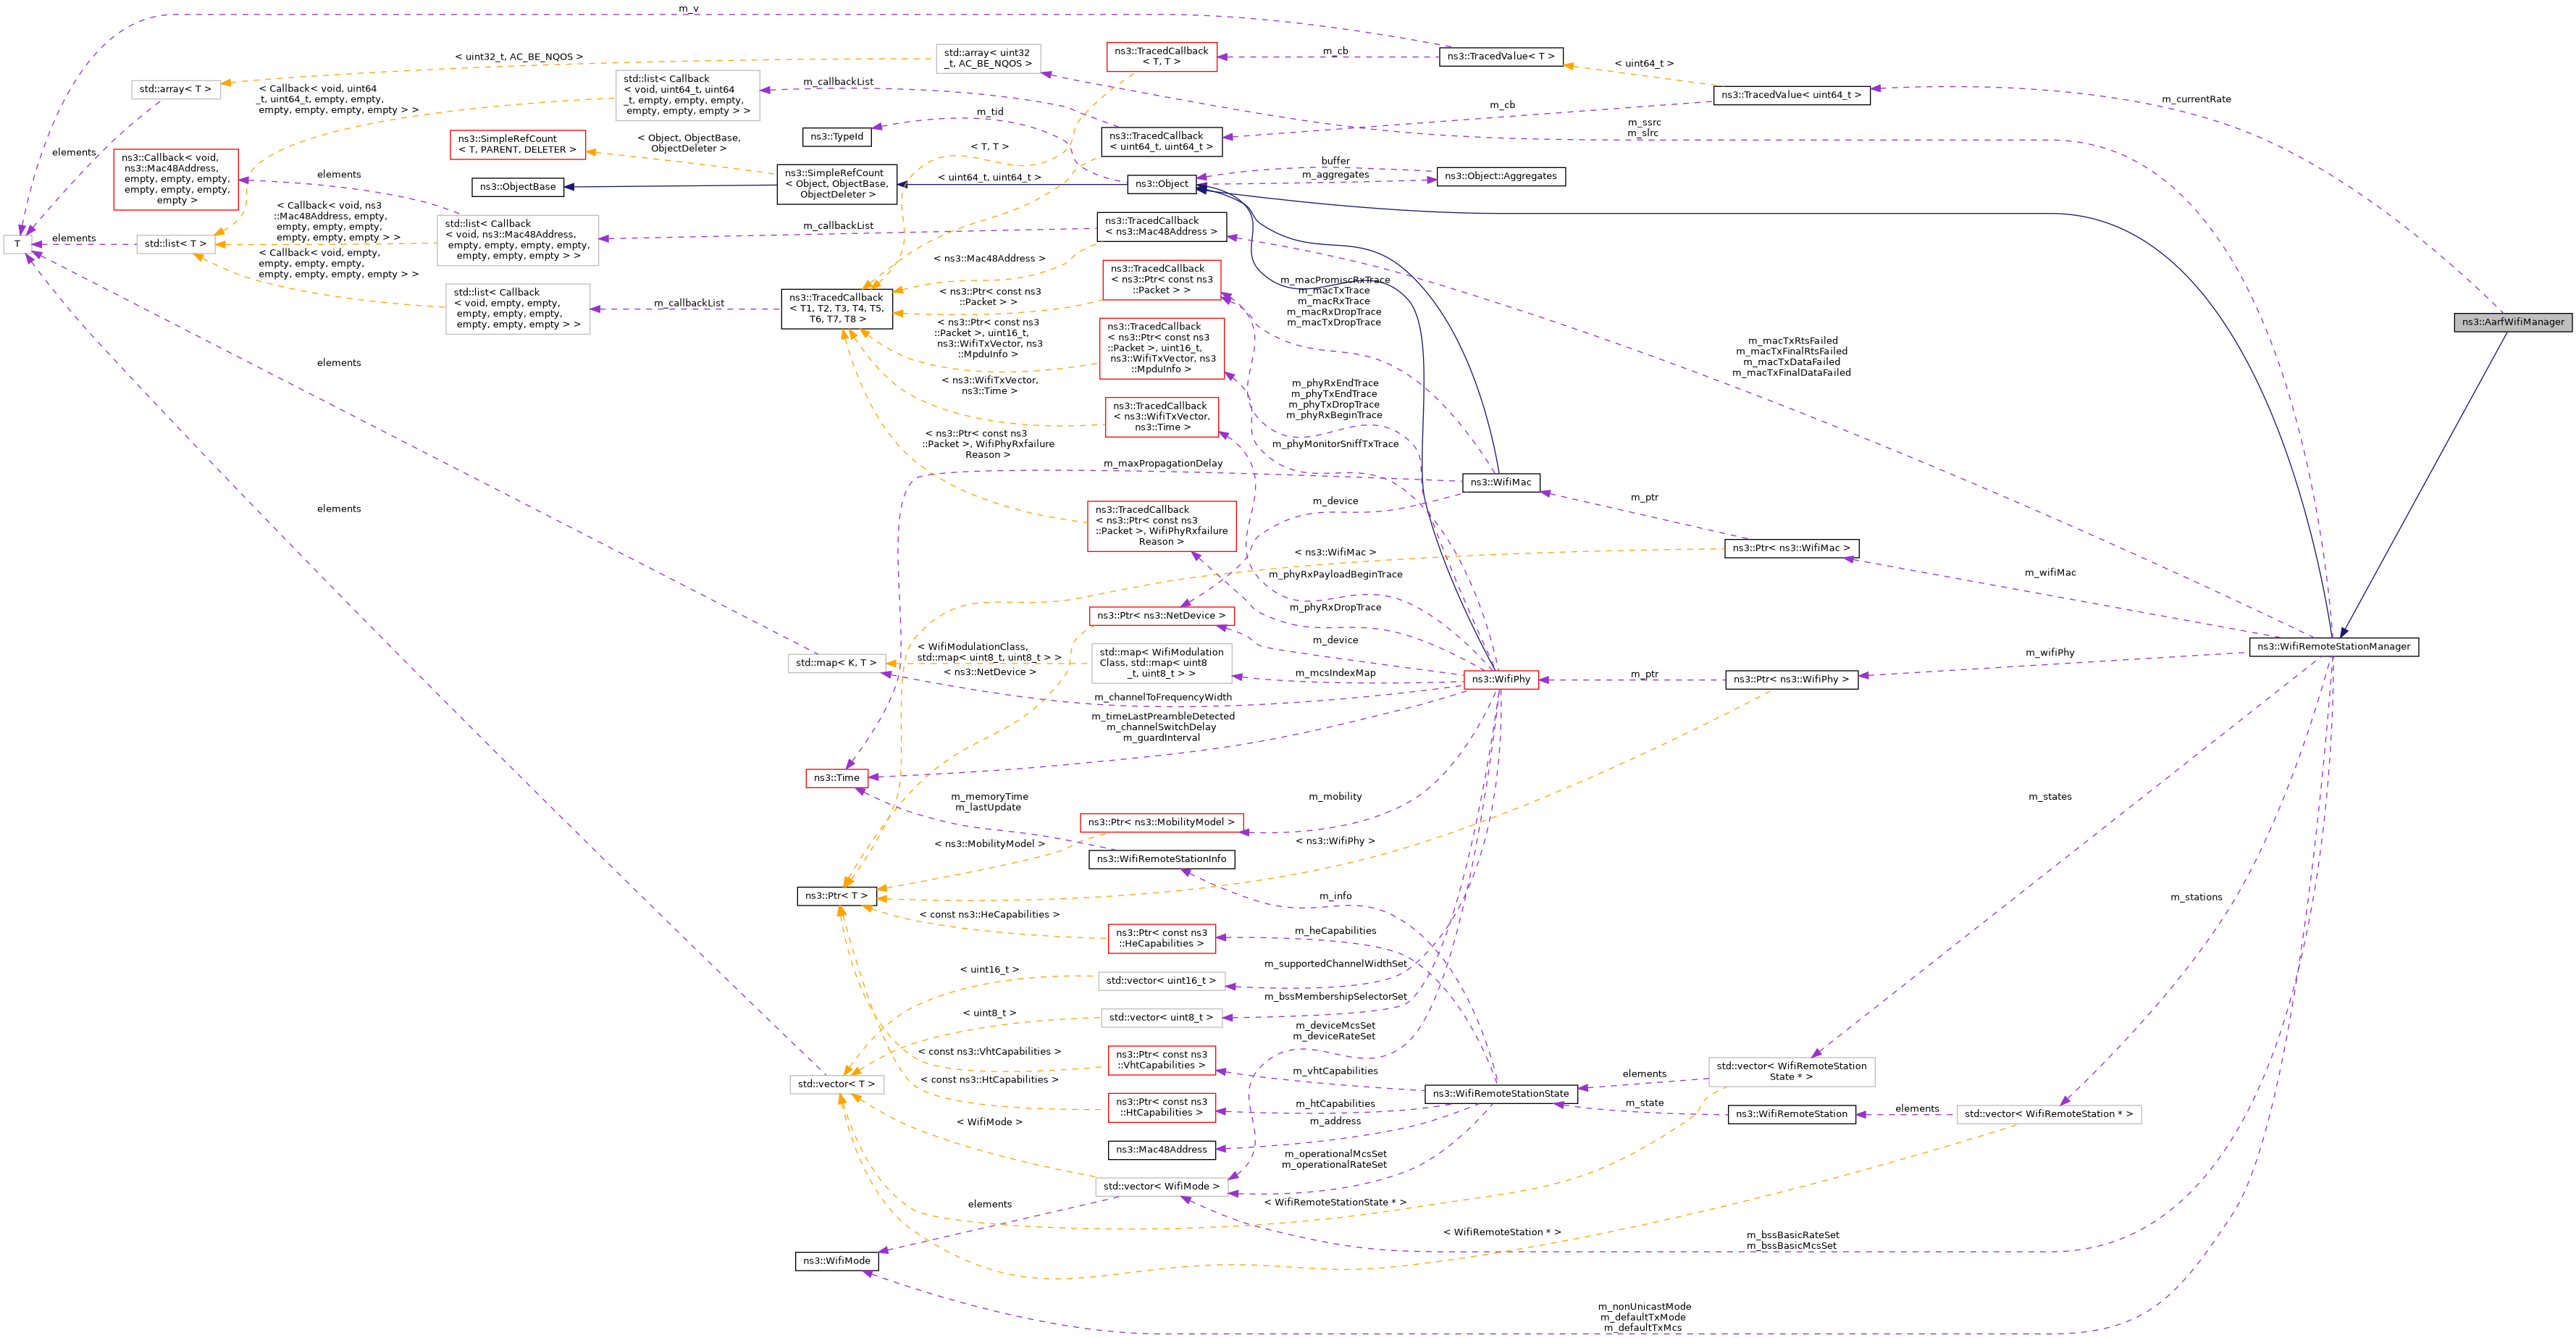 m_v
< uint32_t, AC_BE_NQOS >
std::array< uint32
_t, AC_BE_NQOS >
ns3::TracedCallback
< T, T >
m_cb
ns3::TracedValue< T >
< uint64_t >
std::array< T >
< Callback< void, uint64
_t, uint64_t, empty, empty,
empty, empty, empty, empty > >
std::list< Callback
< void, uint64_t, uint64
_t, empty, empty, empty,
empty, empty, empty > >
m_callbackList
m_cb
ns3::TracedValue< uint64_t >
m_currentRate
ns3::SimpleRefCount
< T, PARENT, DELETER >
< Object, ObjectBase,
ObjectDeleter >
ns3::TypeId
m_tid
ns3::TracedCallback
< uint64_t, uint64_t >
m_ssrc
m_slrc
elements
ns3::Callback< void,
ns3::Mac48Address,
empty, empty, empty,
empty, empty, empty,
empty >
elements
< T, T >
buffer
m_aggregates
ns3::Object::Aggregates
ns3::ObjectBase
ns3::SimpleRefCount
< Object, ObjectBase,
ObjectDeleter >
< uint64_t, uint64_t >
ns3::Object
< Callback< void, ns3
::Mac48Address, empty,
empty, empty, empty,
empty, empty, empty > >
std::list< Callback
< void, ns3::Mac48Address,
empty, empty, empty, empty,
empty, empty, empty > >
m_callbackList
ns3::TracedCallback
< ns3::Mac48Address >
T
elements
std::list< T >
< Callback< void, empty,
empty, empty, empty,
empty, empty, empty, empty > >
std::list< Callback
< void, empty, empty,
empty, empty, empty,
empty, empty, empty > >
m_callbackList
ns3::TracedCallback
< T1, T2, T3, T4, T5,
T6, T7, T8 >
< ns3::Mac48Address >
< ns3::Ptr< const ns3
::Packet > >
ns3::TracedCallback
< ns3::Ptr< const ns3
::Packet > >
m_macPromiscRxTrace
m_macTxTrace
m_macRxTrace
m_macRxDropTrace
m_macTxDropTrace
ns3::AarfWifiManager
< ns3::Ptr< const ns3
::Packet >, uint16_t,
ns3::WifiTxVector, ns3
::MpduInfo >
ns3::TracedCallback
< ns3::Ptr< const ns3
::Packet >, uint16_t,
ns3::WifiTxVector, ns3
::MpduInfo >
m_macTxRtsFailed
m_macTxFinalRtsFailed
m_macTxDataFailed
m_macTxFinalDataFailed
elements
< ns3::WifiTxVector,
ns3::Time >
ns3::TracedCallback
< ns3::WifiTxVector,
ns3::Time >
m_phyRxEndTrace
m_phyTxEndTrace
m_phyTxDropTrace
m_phyRxBeginTrace
m_phyMonitorSniffTxTrace
< ns3::Ptr< const ns3
::Packet >, WifiPhyRxfailure
Reason >
m_maxPropagationDelay
ns3::WifiMac
m_ptr
elements
ns3::TracedCallback
< ns3::Ptr< const ns3
::Packet >, WifiPhyRxfailure
Reason >
m_device
< ns3::WifiMac >
ns3::Ptr< ns3::WifiMac >
m_wifiMac
m_phyRxPayloadBeginTrace
m_phyRxDropTrace
ns3::Ptr< ns3::NetDevice >
m_device
ns3::WifiRemoteStationManager
m_wifiPhy
std::map< K, T >
< WifiModulationClass,
std::map< uint8_t, uint8_t > >
< ns3::NetDevice >
std::map< WifiModulation
Class, std::map< uint8
_t, uint8_t > >
m_mcsIndexMap
ns3::WifiPhy
m_ptr
ns3::Ptr< ns3::WifiPhy >
m_channelToFrequencyWidth
m_timeLastPreambleDetected
m_channelSwitchDelay
m_guardInterval
ns3::Time
m_memoryTime
m_lastUpdate
m_mobility
m_states
ns3::Ptr< ns3::MobilityModel >
< ns3::MobilityModel >
< ns3::WifiPhy >
ns3::WifiRemoteStationInfo
ns3::Ptr< T >
m_info
m_stations
< const ns3::HeCapabilities >
ns3::Ptr< const ns3
::HeCapabilities >
m_heCapabilities
< uint16_t >
std::vector< uint16_t >
m_supportedChannelWidthSet
< uint8_t >
std::vector< uint8_t >
m_bssMembershipSelectorSet
m_deviceMcsSet
m_deviceRateSet
< const ns3::VhtCapabilities >
ns3::Ptr< const ns3
::VhtCapabilities >
m_vhtCapabilities
std::vector< T >
< const ns3::HtCapabilities >
ns3::Ptr< const ns3
::HtCapabilities >
m_htCapabilities
m_address
ns3::WifiRemoteStationState
elements
std::vector< WifiRemoteStation
State * >
m_state
ns3::WifiRemoteStation
elements
std::vector< WifiRemoteStation * >
< WifiMode >
ns3::Mac48Address
m_operationalMcsSet
m_operationalRateSet
std::vector< WifiMode >
elements
< WifiRemoteStationState * >
< WifiRemoteStation * >
m_bssBasicRateSet
m_bssBasicMcsSet
ns3::WifiMode
m_nonUnicastMode
m_defaultTxMode
m_defaultTxMcs